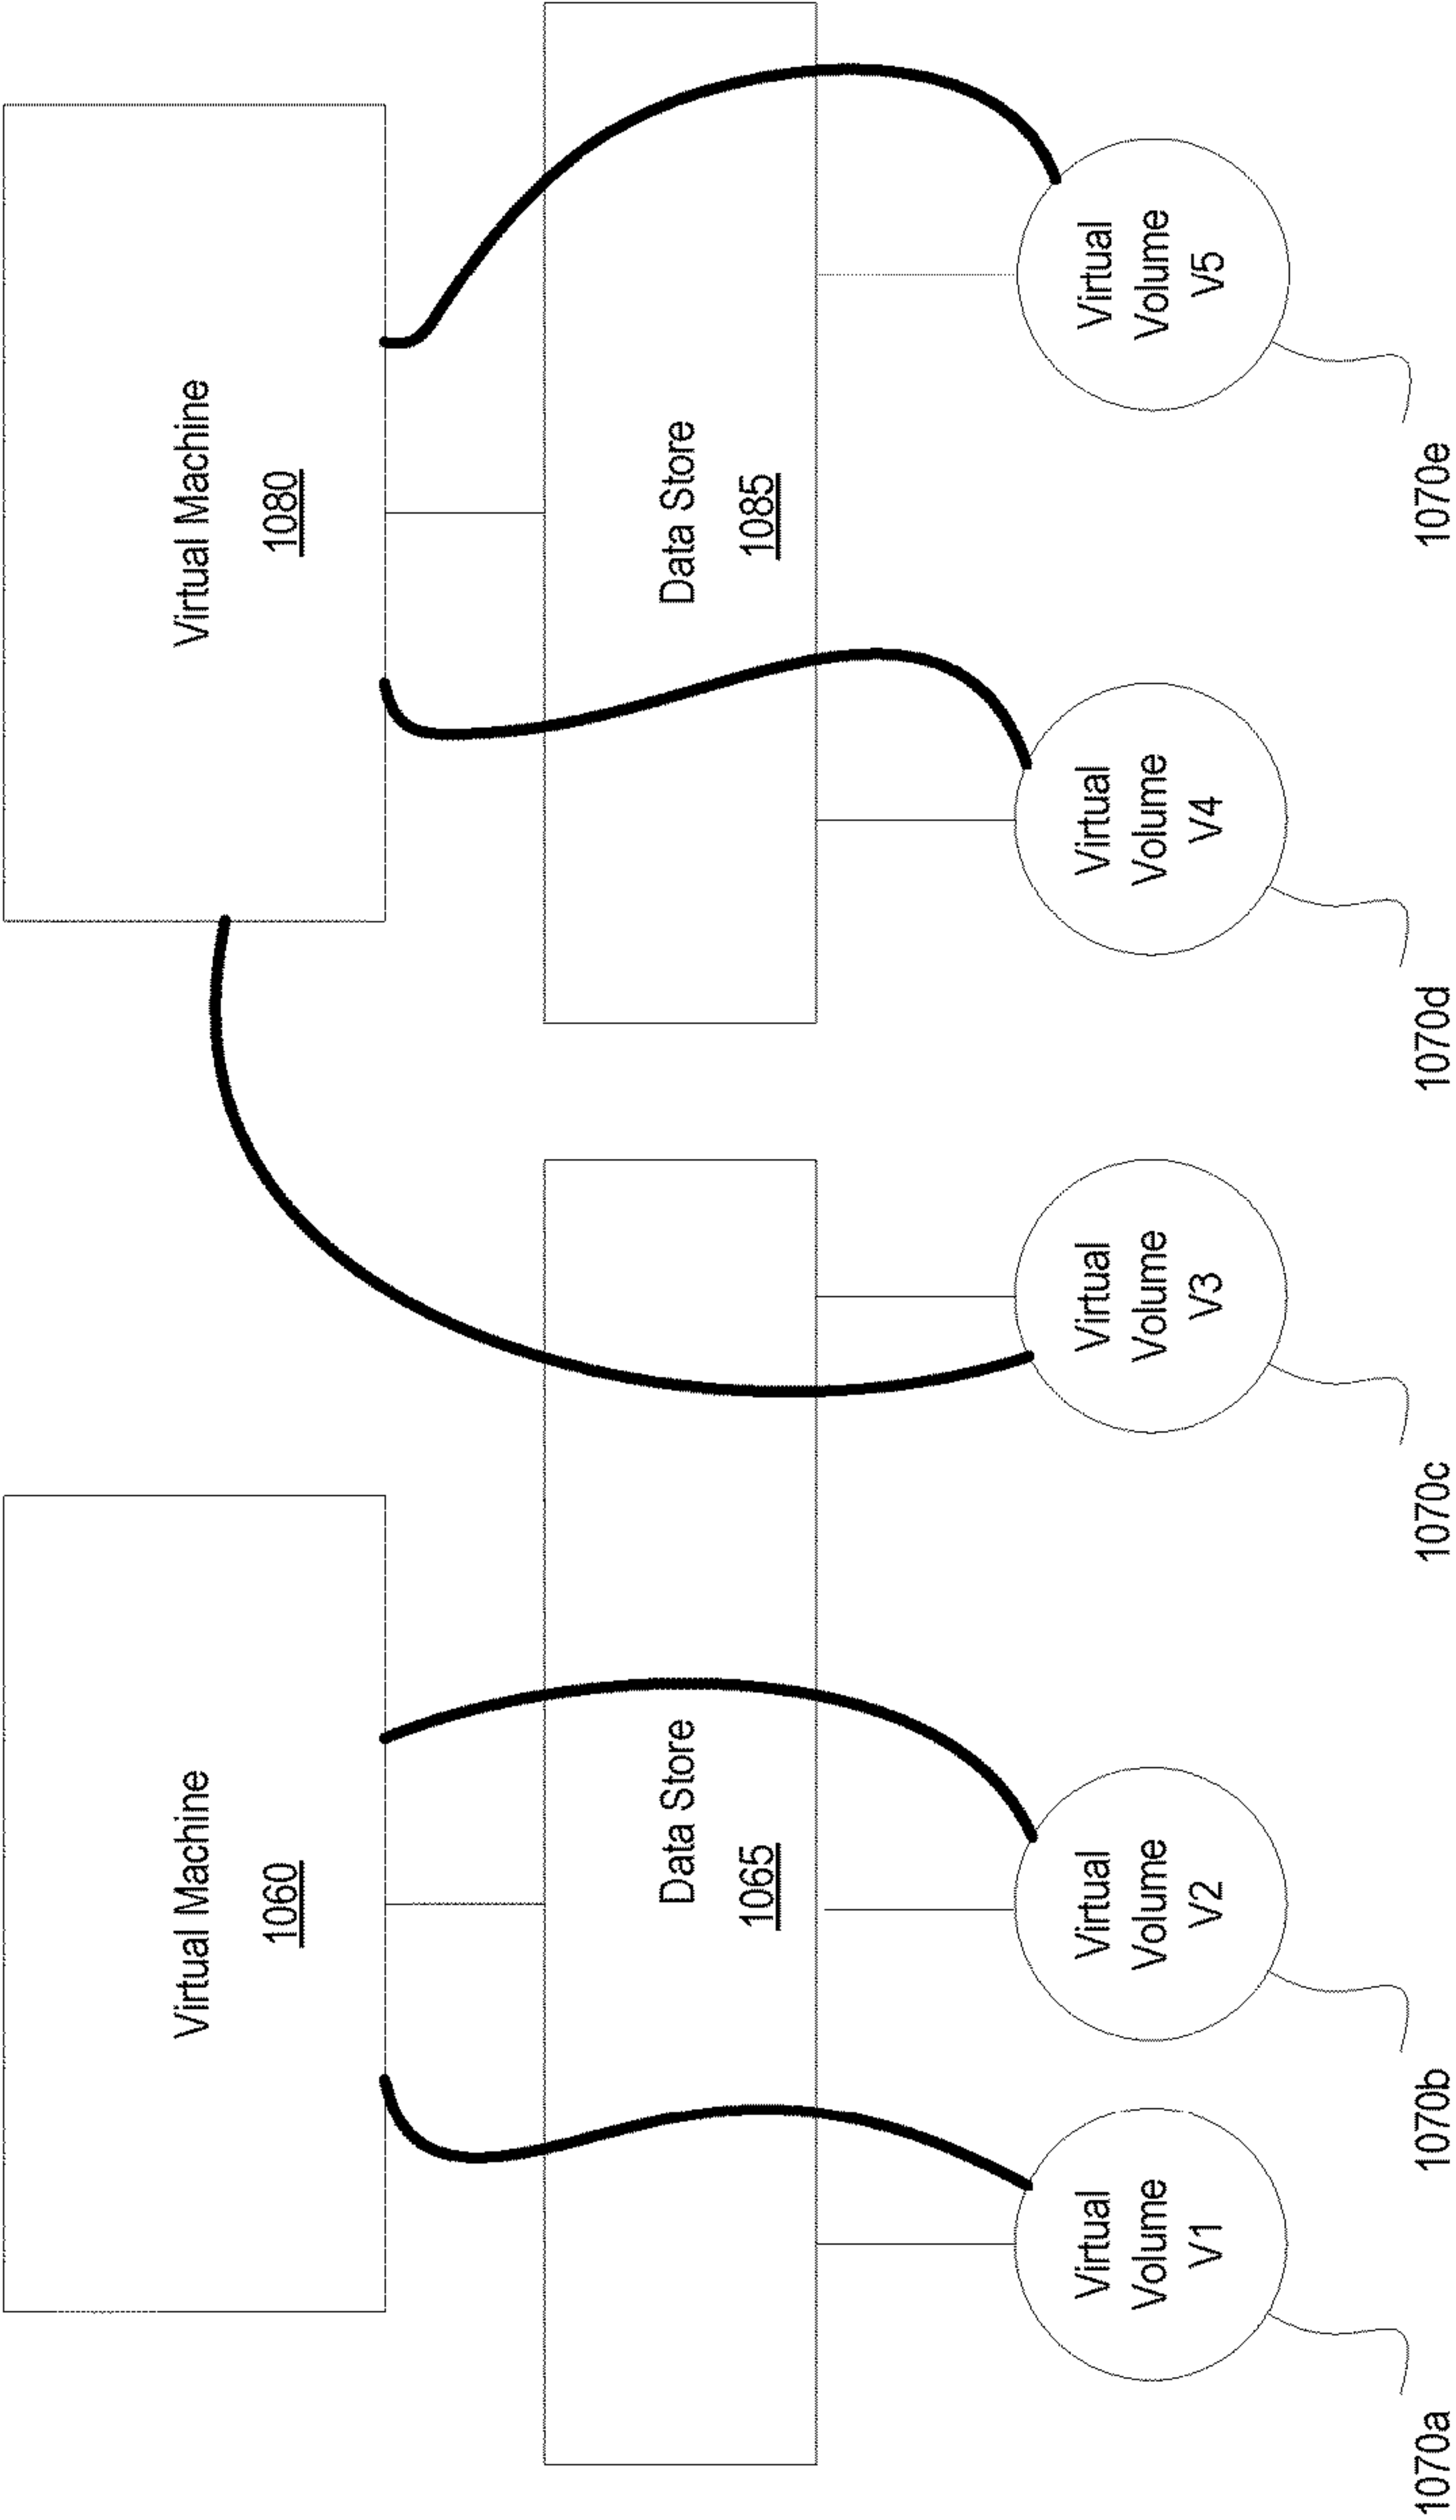 Virtual Machine
1060
Virtual Machine
1080
Data Store
1065
Data Store
1085
Virtual
Volume
V1
Virtual
Volume
V2
Virtual
Volume
V3
Virtual
Volume
V4
Virtual
Volume
V5
1070a
1070b
1070c
1070d
1070e